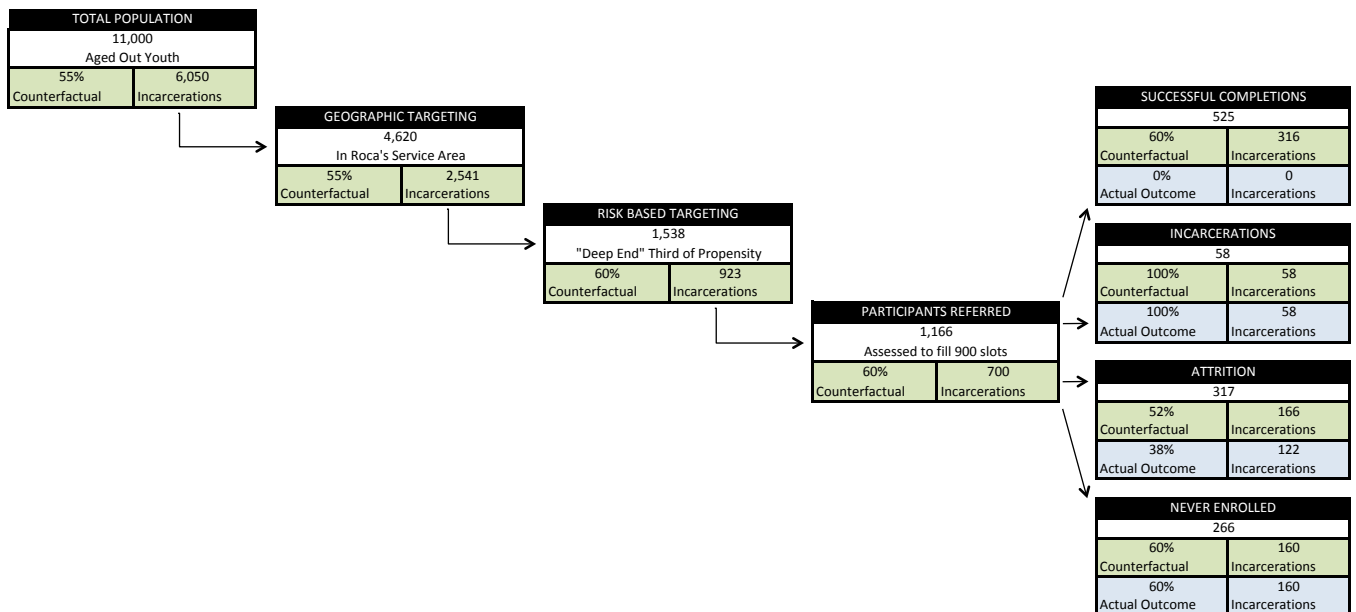 TOTAL POPULATION
11,000
Aged Out Youth
55% 6,050
Counterfactual Incarcerations
GEOGRAPHIC TARGETING
4,620
In Roca's Service Area
55% 2,541
Counterfactual Incarcerations
RISK BASED TARGETING
1,538
"Deep End" Third of Propensity
60% 923
Counterfactual Incarcerations
PARTICIPANTS REFERRED
1,166
Assessed to fill 900 slots
60% 700
Counterfactual Incarcerations
SUCCESSFUL COMPLETIONS
525
60% 316
Counterfactual Incarcerations
0% 0
Actual Outcome Incarcerations
INCARCERATIONS
58
100% 58
Counterfactual Incarcerations
100% 58
Actual Outcome Incarcerations
ATTRITION
317
52% 166
Counterfactual Incarcerations
38% 122
Actual Outcome Incarcerations
NEVER ENROLLED
266
60% 160
Counterfactual Incarcerations
60% 160
Actual Outcome Incarcerations